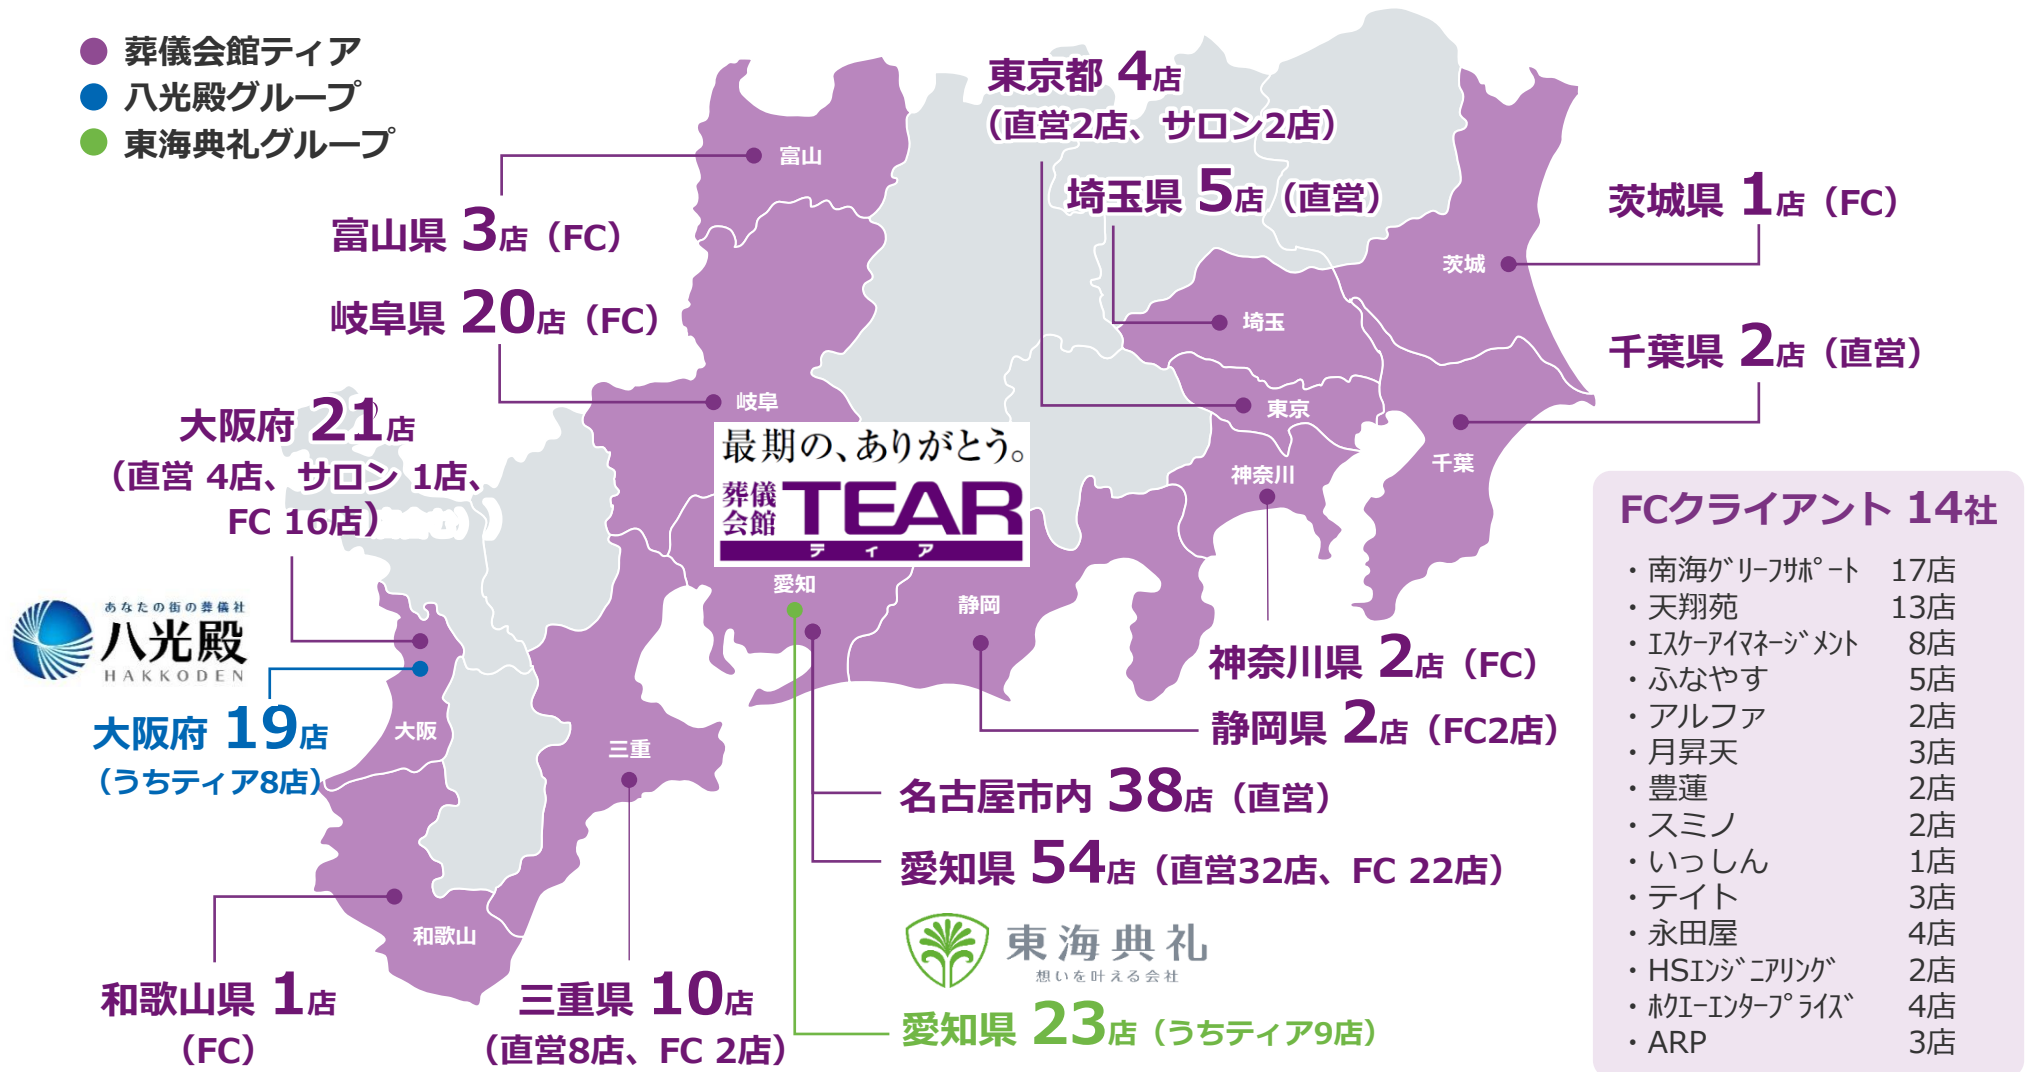 葬儀会館ティア
八光殿グループ
東海典礼グループ
東京都 4店
（直営2店、サロン2店）
埼玉県 5店（直営）
茨城県 1店（FC）
富山
富山県 3店（FC）
茨城
岐阜県 20店（FC）
埼玉
千葉県 2店（直営）
岐阜
東京
大阪府 21店
（直営 4店、サロン 1店、
FC 16店）
最期の、ありがとう。
葬儀
会館
TEAR
ティア
神奈川
千葉
愛知
静岡
あなたの街の葬儀社
八光殿
HAKKODEN
大阪府 19店
（うちティア8店）
大阪
三重
神奈川県 2店（FC）
静岡県 2店（FC2店）
名古屋市内 38店（直営）
愛知県 54店（直営32店、FC 22店）
和歌山
東海典礼
想いを叶える会社
愛知県 23店（うちティア9店）
和歌山県 1店
（FC）
三重県 10店
（直営8店、FC 2店）
FCクライアント 14社
・南海ｸﾞﾘｰﾌｻﾎﾟｰﾄ 17店
・天翔苑 13店
・ｴｽｹｰｱｲﾏﾈｰｼﾞﾒﾝﾄ 8店
・ふなやす 5店
・アルファ 2店
・月昇天 3店
・豊蓮 2店
・スミノ 2店
・いっしん 1店
・テイト 3店
・永田屋 4店
・HSｴﾝｼﾞﾆｱﾘﾝｸﾞ 2店
・ﾎｸｴｰｴﾝﾀｰﾌﾟﾗｲｽﾞ 4店
・ARP 3店